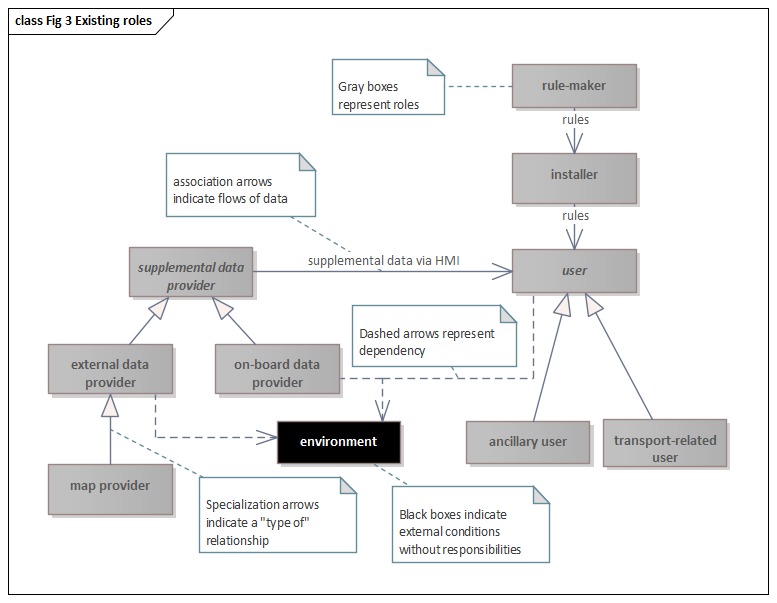 class Fig 3 Existing roles
Gray boxes
represent roles
rule-maker
rules
association arrows
indicate flows of data
installer
rules
supplemental data
provider
supplemental data via HMI
user
Dashed arrows represent
dependency
external data
provider
on-board data
provider
environment
ancillary user
transport-related
user
map provider
Specialization arrows
indicate a "type of"
relationship
Black boxes indicate
external conditions
without responsibilities